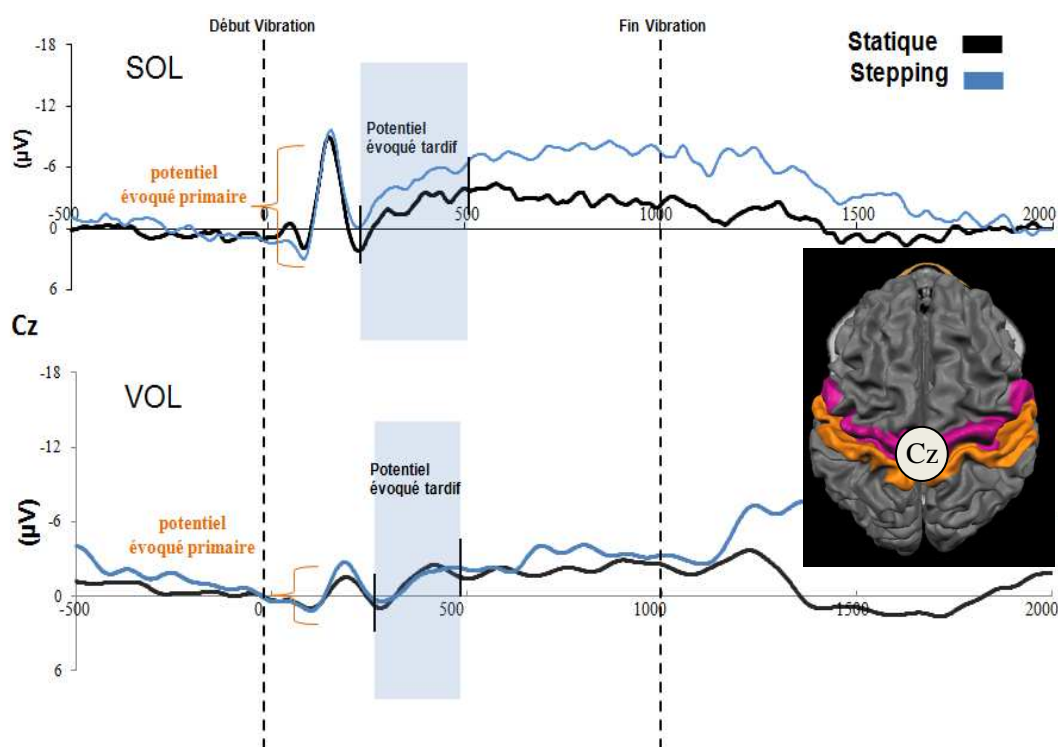 Début Vibration
Fin Vibration
Statique
Stepping
SOL
-18
-12
-6
0
6
(µV)
Potentiel
évoqué tardif
potentiel
évoqué primaire
-500
0
500
1000
1500
2000
Cz
VOL
-18
-12
-6
0
6
(µV)
Potentiel
évoqué tardif
potentiel
évoqué primaire
-500
0
500
1000
1500
2000
Cz